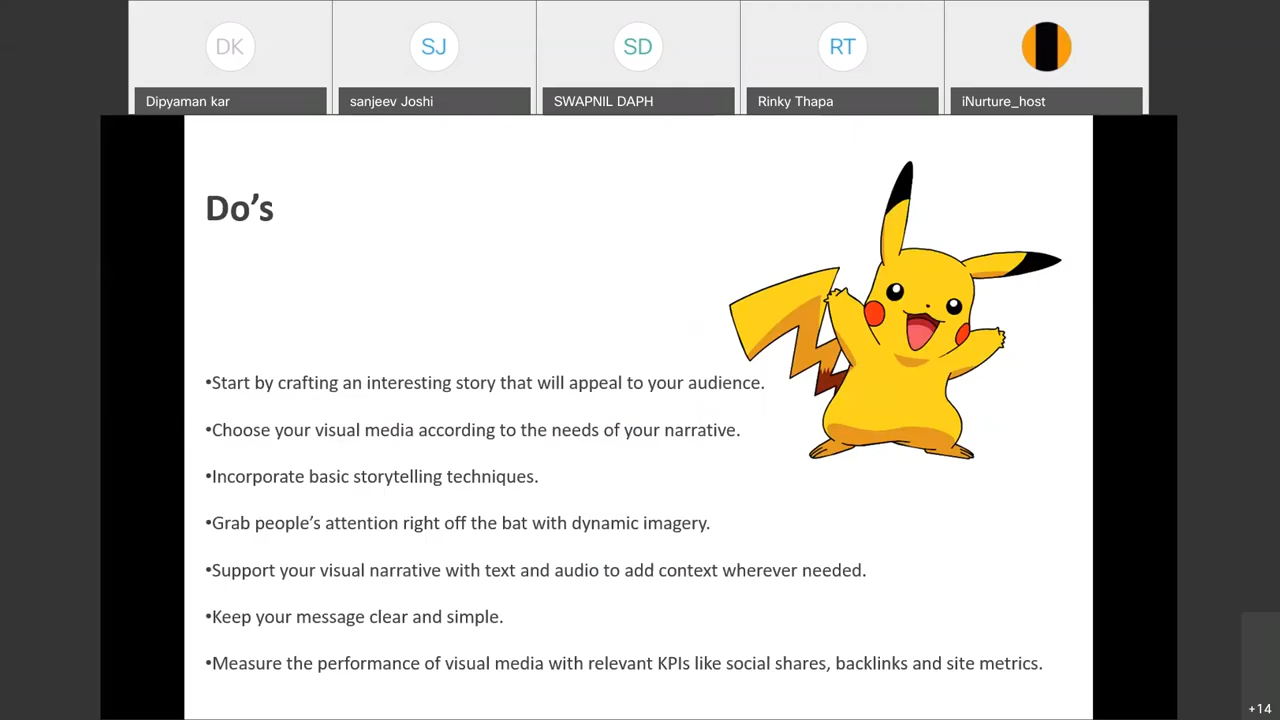 DK
SJ
SD
RT
Dipyaman kar
sanjeev Joshi
SWAPNIL DAPH
Rinky Thapa
iNurture_host
Do’s
•Start by crafting an interesting story that will appeal to your audience.
•Choose your visual media according to the needs of your narrative.
•Incorporate basic storytelling techniques.
•Grab people’s attention right off the bat with dynamic imagery.
•Support your visual narrative with text and audio to add context wherever needed.
•Keep your message clear and simple.
•Measure the performance of visual media with relevant KPIs like social shares, backlinks and site metrics.
+14